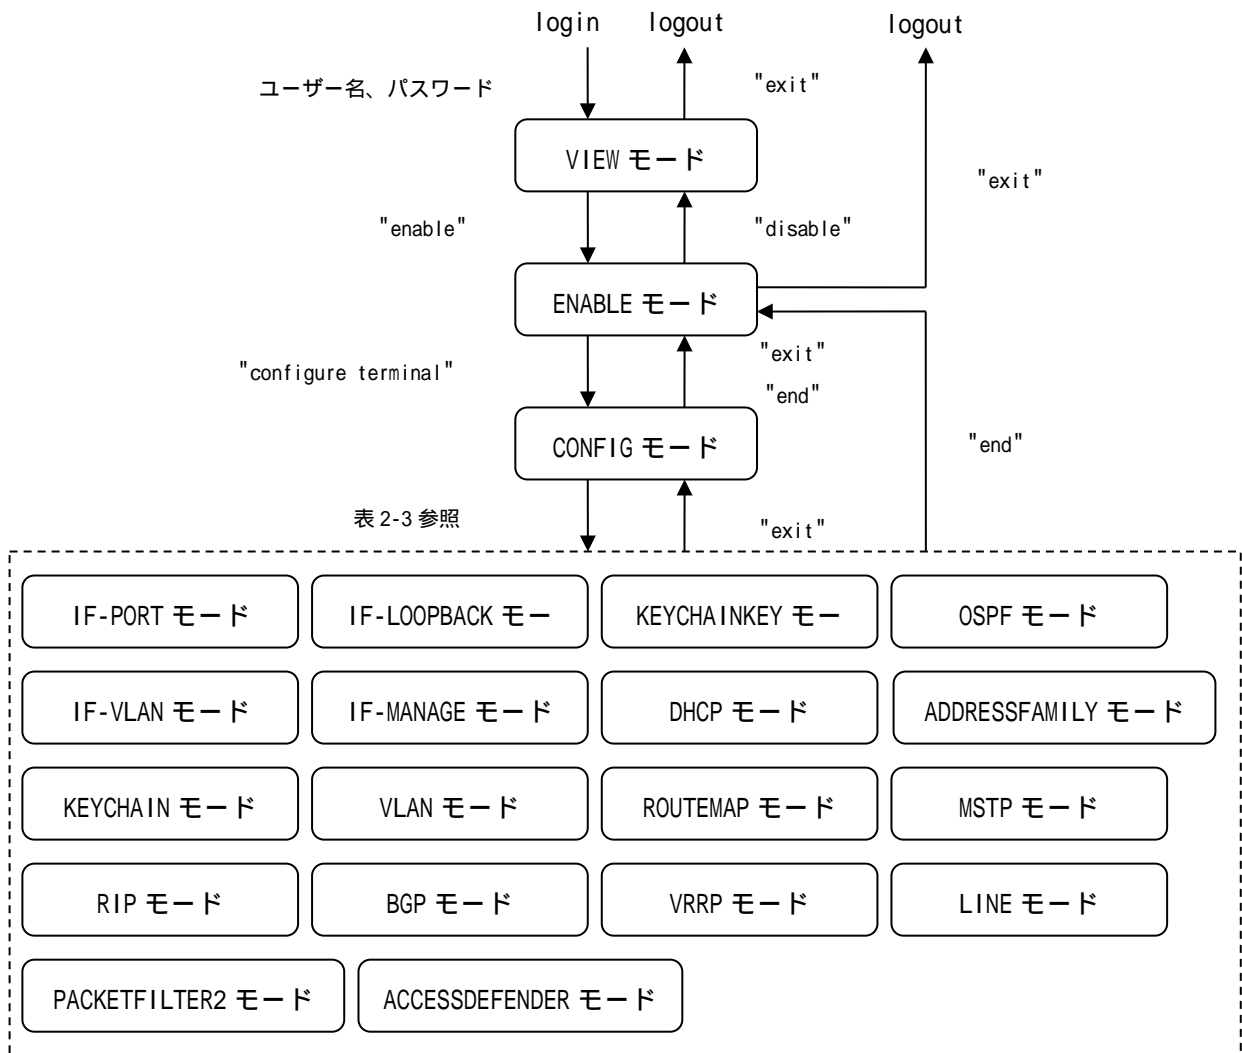 login
logout
logout
ユーザー名、パスワード
"exit"
VIEW モード
"exit"
"enable"
"disable"
ENABLE モード
"exit"
"configure terminal"
"end"
CONFIG モード
"end"
表 2-3 参照
"exit"
IF-PORT モード
IF-LOOPBACK モー
KEYCHAINKEY モー
OSPF モード
IF-VLAN モード
IF-MANAGE モード
DHCP モード
ADDRESSFAMILY モード
KEYCHAIN モード
VLAN モード
ROUTEMAP モード
MSTP モード
RIP モード
BGP モード
VRRP モード
LINE モード
PACKETFILTER2 モード
ACCESSDEFENDER モード